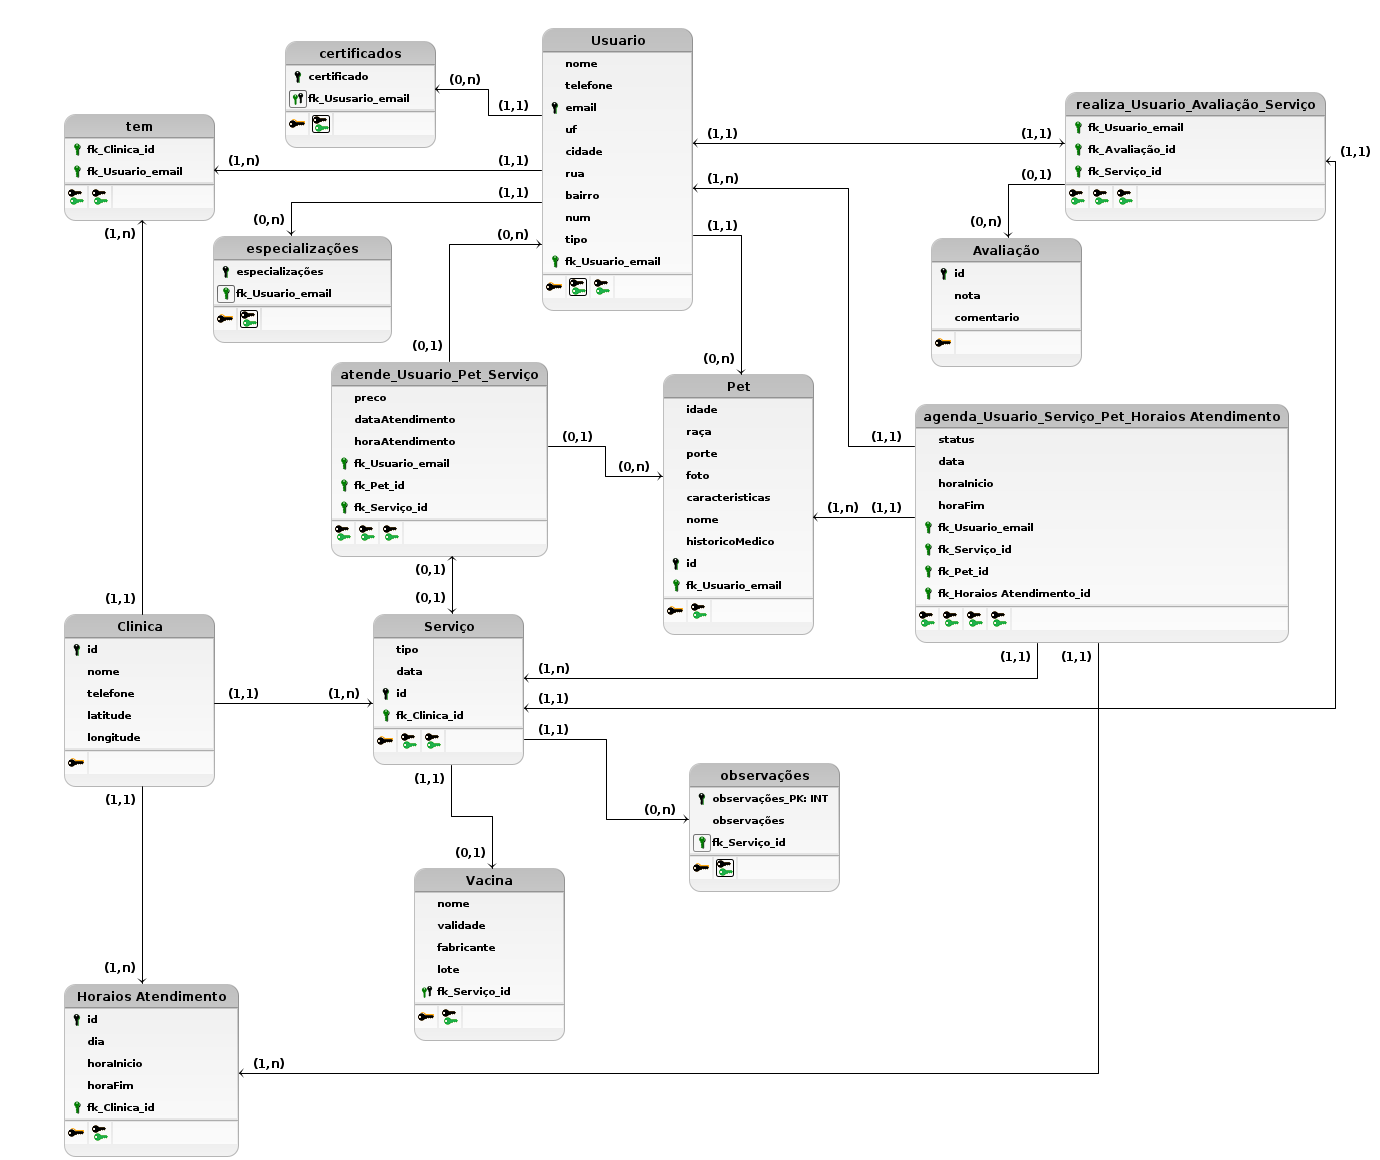 certificados
certificado
fk_Ususario_email
(0,n)
(1,1)
Usuario
nome
telefone
email
uf
cidade
rua
bairro
num
tipo
fk_Usuario_email
(1,1)
(1,1)
realiza_Usuario_Avaliação_Serviço
fk_Usuario_email
fk_Avaliação_id
fk_Serviço_id
(1,1)
tem
fk_Clinica_id
fk_Usuario_email
(1,n)
(1,1)
(1,n)
(1,1)
(0,n)
especializações
especializações
fk_Usuario_email
(0,n)
(0,1)
(1,n)
(1,1)
(0,n)
(0,1)
(0,n)
Avaliação
id
nota
comentario
atende_Usuario_Pet_Serviço
preco
dataAtendimento
horaAtendimento
fk_Usuario_email
fk_Pet_id
fk_Serviço_id
(0,1)
(0,n)
Pet
idade
raça
porte
foto
caracteristicas
nome
historicoMedico
id
fk_Usuario_email
(1,1)
(1,n)
(1,1)
agenda_Usuario_Serviço_Pet_Horaios Atendimento
status
data
horaInicio
horaFim
fk_Usuario_email
fk_Serviço_id
fk_Pet_id
fk_Horaios Atendimento_id
(0,1)
(0,1)
(1,1)
Clinica
id
nome
telefone
latitude
longitude
(1,1)
(1,n)
Serviço
tipo
data
id
fk_Clinica_id
(1,1)
(1,1)
(1,n)
(1,1)
(1,1)
(1,1)
(0,n)
observações
observações_PK: INT
observações
fk_Serviço_id
(1,1)
(0,1)
Vacina
nome
validade
fabricante
lote
fk_Serviço_id
(1,1)
(1,n)
Horaios Atendimento
id
dia
horaInicio
horaFim
fk_Clinica_id
(1,n)